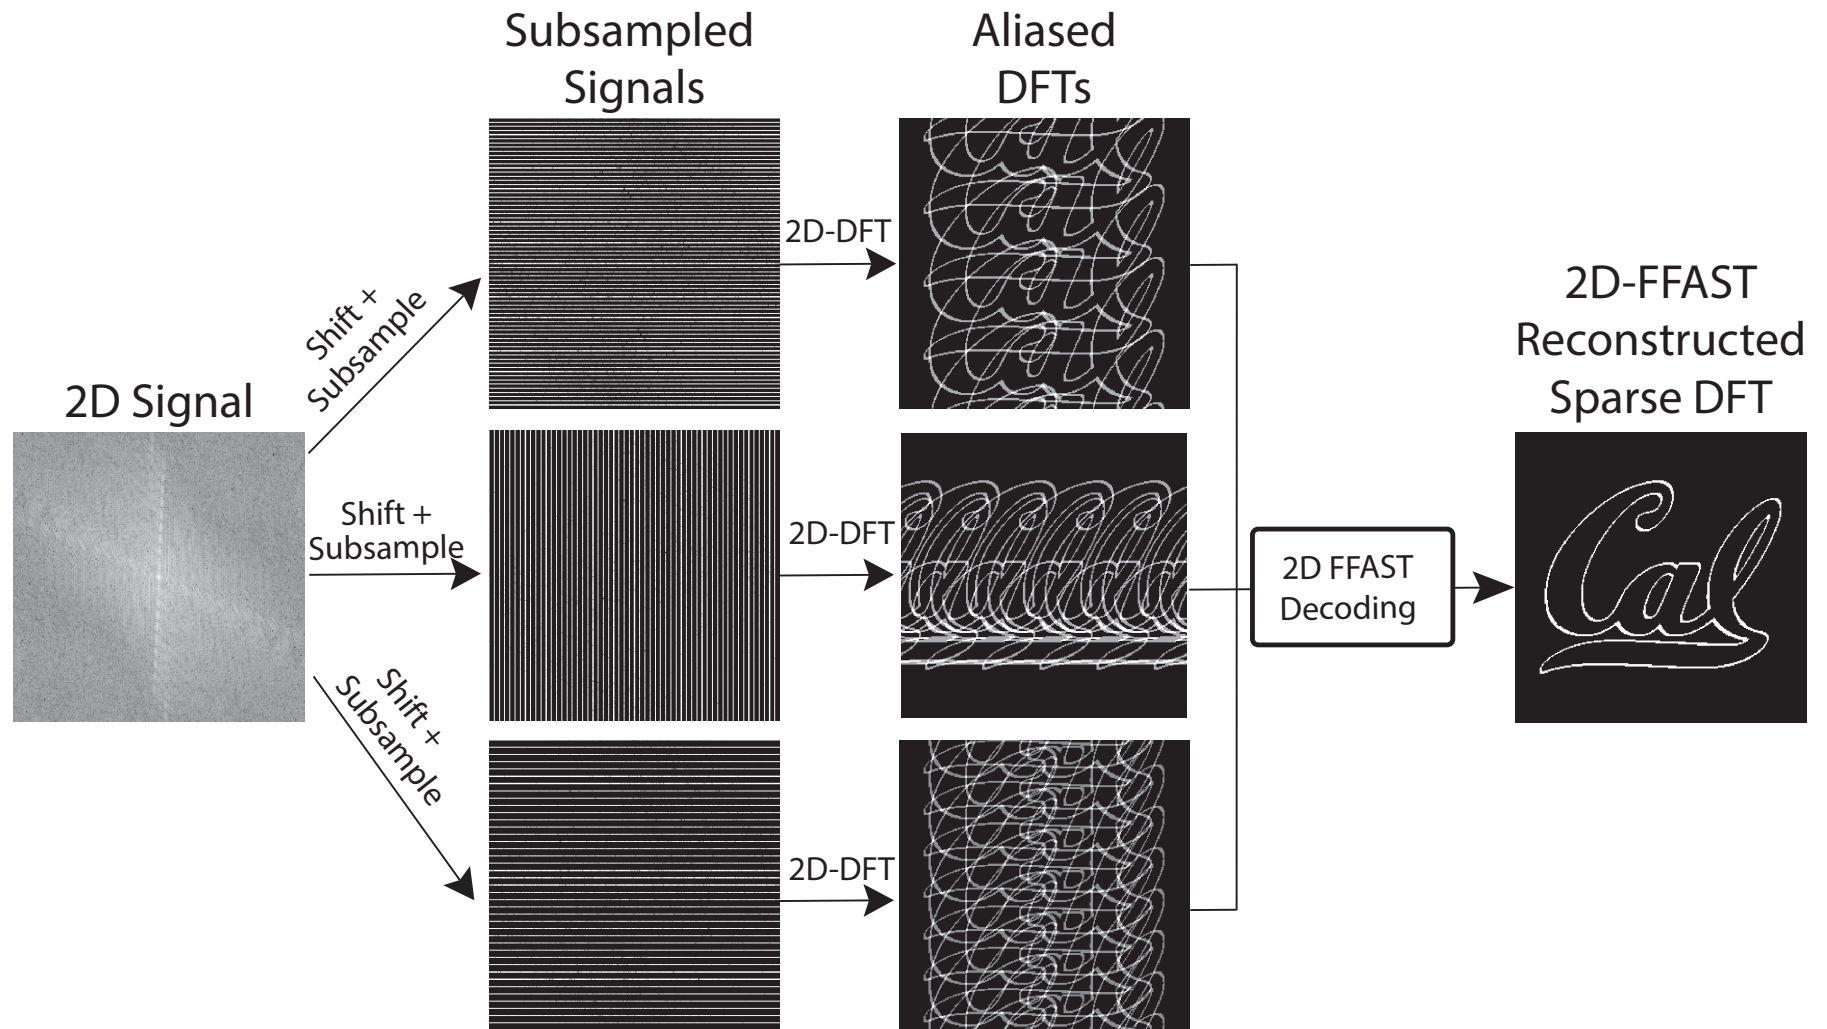 Subsampled
Signals
Aliased
DFTs
2D-DFT
Shift +
Subsample
2D-FFAST
Reconstructed
Sparse DFT
2D Signal
Shift +
Subsample
2D-DFT
2D FFAST
Decoding
Cal
Shift +
Subsample
2D-DFT